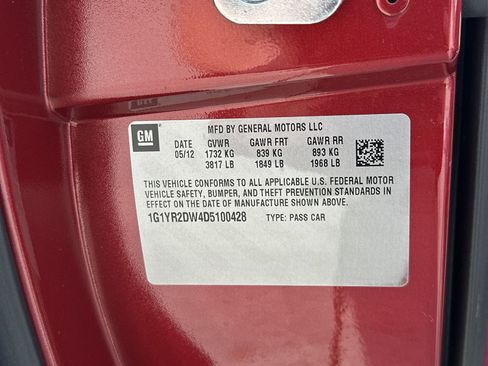 GM
MFD BY GENERAL MOTORS LLC
DATE GVWR GAWR FRT GAWR RR
05/12 1732 KG 839 KG 893 KG
3817 LB 1849 LB 1968 LB
THIS VEHICLE CONFORMS TO ALL APPLICABLE U.S. FEDERAL MOTOR
VEHICLE SAFETY, BUMPER, AND THEFT PREVENTION STANDARDS IN
EFFECT ON THE DATE OF MANUFACTURE SHOWN ABOVE.
1G1YR2DW4D5100428 TYPE: PASS CAR